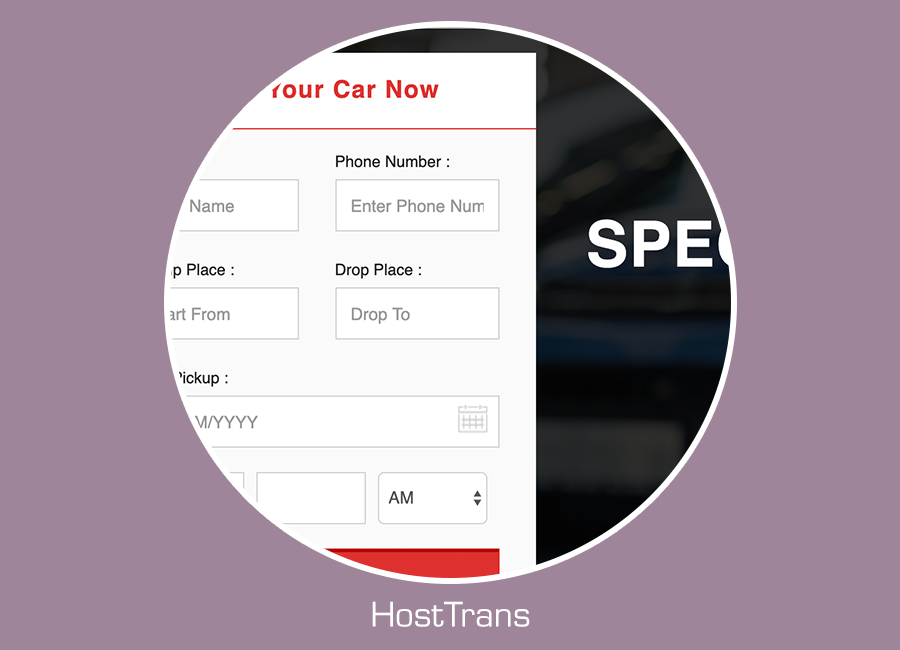 Your Car Now
Phone Number :
Name
Enter Phone Num
p Place :
Drop Place :
art From
Drop To
Pickup :
M/YYYY
AM
SPEC
HostTrans